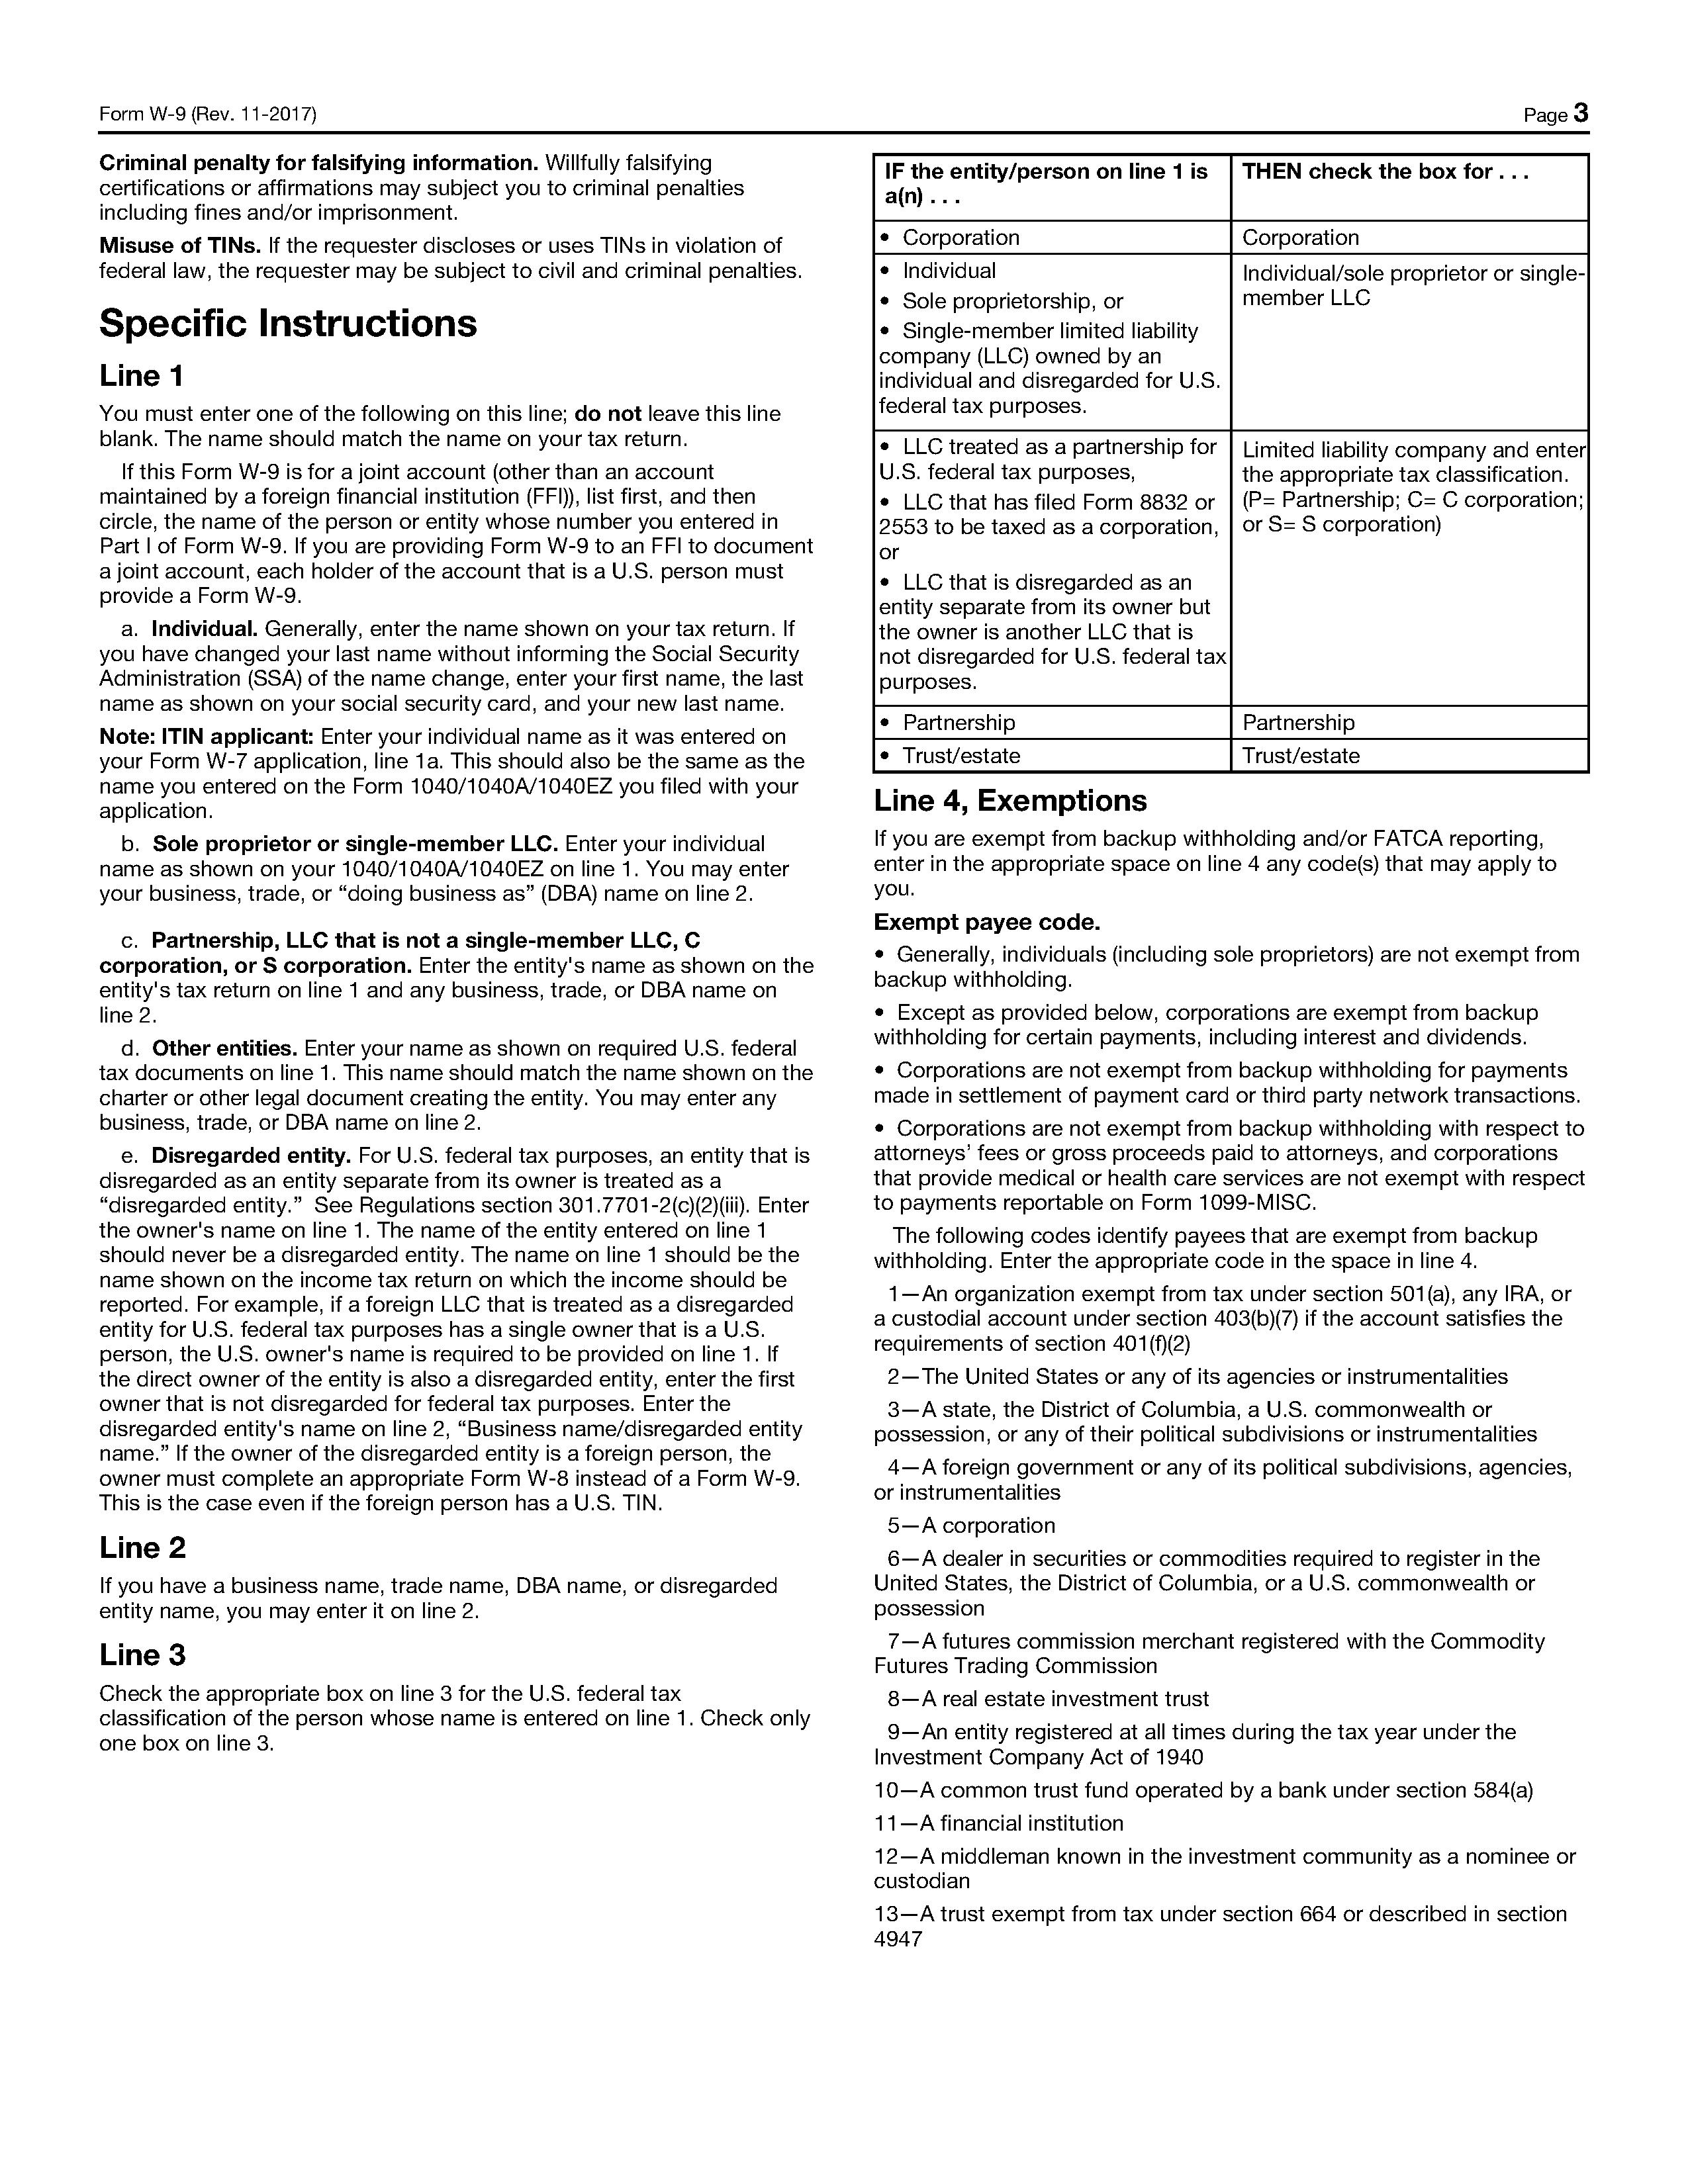 Form W-9 (Rev. 11-2017)
Page 3
Criminal penalty for falsifying information. Willfully falsifying
certifications or affirmations may subject you to criminal penalties
including fines and/or imprisonment.
Misuse of TINs. If the requester discloses or uses TINs in violation of
federal law, the requester may be subject to civil and criminal penalties.
Specific Instructions
Line 1
You must enter one of the following on this line; do not leave this line
blank. The name should match the name on your tax return.
If this Form W-9 is for a joint account (other than an account
maintained by a foreign financial institution (FFI)), list first, and then
circle, the name of the person or entity whose number you entered in
Part I of Form W-9. If you are providing Form W-9 to an FFI to document
a joint account, each holder of the account that is a U.S. person must
provide a Form W-9.
a. Individual. Generally, enter the name shown on your tax return. If
you have changed your last name without informing the Social Security
Administration (SSA) of the name change, enter your first name, the last
name as shown on your social security card, and your new last name.
Note: ITIN applicant: Enter your individual name as it was entered on
your Form W-7 application, line 1a. This should also be the same as the
name you entered on the Form 1040/1040A/1040EZ you filed with your
application.
b. Sole proprietor or single-member LLC. Enter your individual
name as shown on your 1040/1040A/1040EZ on line 1. You may enter
your business, trade, or “doing business as” (DBA) name on line 2.
c. Partnership, LLC that is not a single-member LLC, C
corporation, or S corporation. Enter the entity's name as shown on the
entity's tax return on line 1 and any business, trade, or DBA name on
line 2.
d. Other entities. Enter your name as shown on required U.S. federal
tax documents on line 1. This name should match the name shown on the
charter or other legal document creating the entity. You may enter any
business, trade, or DBA name on line 2.
e. Disregarded entity. For U.S. federal tax purposes, an entity that is
disregarded as an entity separate from its owner is treated as a
“disregarded entity.” See Regulations section 301.7701-2(c)(2)(iii). Enter
the owner's name on line 1. The name of the entity entered on line 1
should never be a disregarded entity. The name on line 1 should be the
name shown on the income tax return on which the income should be
reported. For example, if a foreign LLC that is treated as a disregarded
entity for U.S. federal tax purposes has a single owner that is a U.S.
person, the U.S. owner's name is required to be provided on line 1. If
the direct owner of the entity is also a disregarded entity, enter the first
owner that is not disregarded for federal tax purposes. Enter the
disregarded entity's name on line 2, “Business name/disregarded entity
name.” If the owner of the disregarded entity is a foreign person, the
owner must complete an appropriate Form W-8 instead of a Form W-9.
This is the case even if the foreign person has a U.S. TIN.
Line 2
If you have a business name, trade name, DBA name, or disregarded
entity name, you may enter it on line 2.
Line 3
Check the appropriate box on line 3 for the U.S. federal tax
classification of the person whose name is entered on line 1. Check only
one box on line 3.
IF the entity/person on line 1 is
a(n) . . .
THEN check the box for . . .
• Corporation
Corporation
• Individual
• Sole proprietorship, or
• Single-member limited liability
company (LLC) owned by an
individual and disregarded for U.S.
federal tax purposes.
Individual/sole proprietor or single-
member LLC
• LLC treated as a partnership for
U.S. federal tax purposes,
• LLC that has filed Form 8832 or
2553 to be taxed as a corporation,
or
• LLC that is disregarded as an
entity separate from its owner but
the owner is another LLC that is
not disregarded for U.S. federal tax
purposes.
Limited liability company and enter
the appropriate tax classification.
(P= Partnership; C= C corporation;
or S= S corporation)
• Partnership
Partnership
• Trust/estate
Trust/estate
Line 4, Exemptions
If you are exempt from backup withholding and/or FATCA reporting,
enter in the appropriate space on line 4 any code(s) that may apply to
you.
Exempt payee code.
• Generally, individuals (including sole proprietors) are not exempt from
backup withholding.
• Except as provided below, corporations are exempt from backup
withholding for certain payments, including interest and dividends.
• Corporations are not exempt from backup withholding for payments
made in settlement of payment card or third party network transactions.
• Corporations are not exempt from backup withholding with respect to
attorneys’ fees or gross proceeds paid to attorneys, and corporations
that provide medical or health care services are not exempt with respect
to payments reportable on Form 1099-MISC.
The following codes identify payees that are exempt from backup
withholding. Enter the appropriate code in the space in line 4.
1—An organization exempt from tax under section 501(a), any IRA, or
a custodial account under section 403(b)(7) if the account satisfies the
requirements of section 401(f)(2)
2—The United States or any of its agencies or instrumentalities
3—A state, the District of Columbia, a U.S. commonwealth or
possession, or any of their political subdivisions or instrumentalities
4—A foreign government or any of its political subdivisions, agencies,
or instrumentalities
5—A corporation
6—A dealer in securities or commodities required to register in the
United States, the District of Columbia, or a U.S. commonwealth or
possession
7—A futures commission merchant registered with the Commodity
Futures Trading Commission
8—A real estate investment trust
9—An entity registered at all times during the tax year under the
Investment Company Act of 1940
10—A common trust fund operated by a bank under section 584(a)
11—A financial institution
12—A middleman known in the investment community as a nominee or
custodian
13—A trust exempt from tax under section 664 or described in section
4947